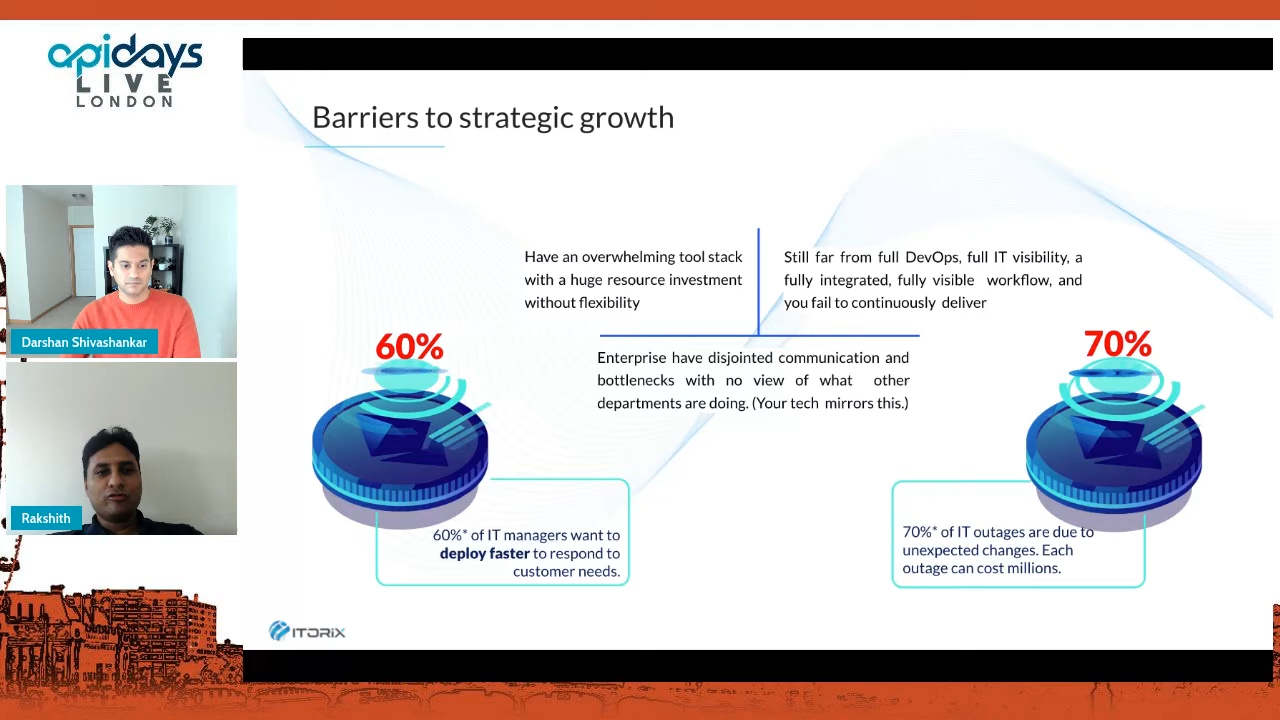 apidays
LIVE
LONDON
Barriers to strategic growth
Have an overwhelming tool stack
with a huge resource investment
without flexibility
Still far from full DevOps, full IT visibility, a
fully integrated, fully visible workflow, and
you fail to continuously deliver
Enterprise have disjointed communication and
bottlenecks with no view of what other
departments are doing. (Your tech mirrors this.)
60%
70%
60%* of IT managers want to
deploy faster to respond to
customer needs.
70%* of IT outages are due to
unexpected changes. Each
outage can cost millions.
Darshan Shivashankar
Rakshith
ITORIX